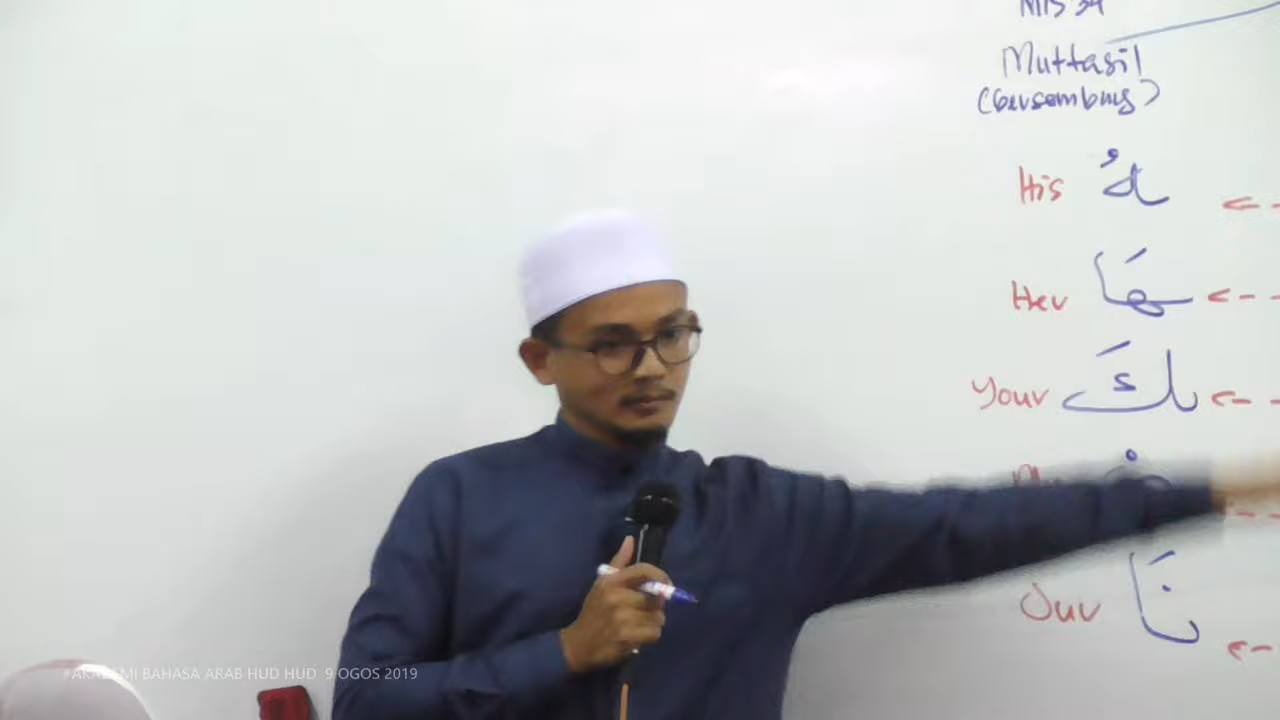 Muttasil
(bersambung)
His هُ
Her هَا
Your كَ
Our نَا
#AKADEMI BAHASA ARAB HUD HUD 9 OGOS 2019